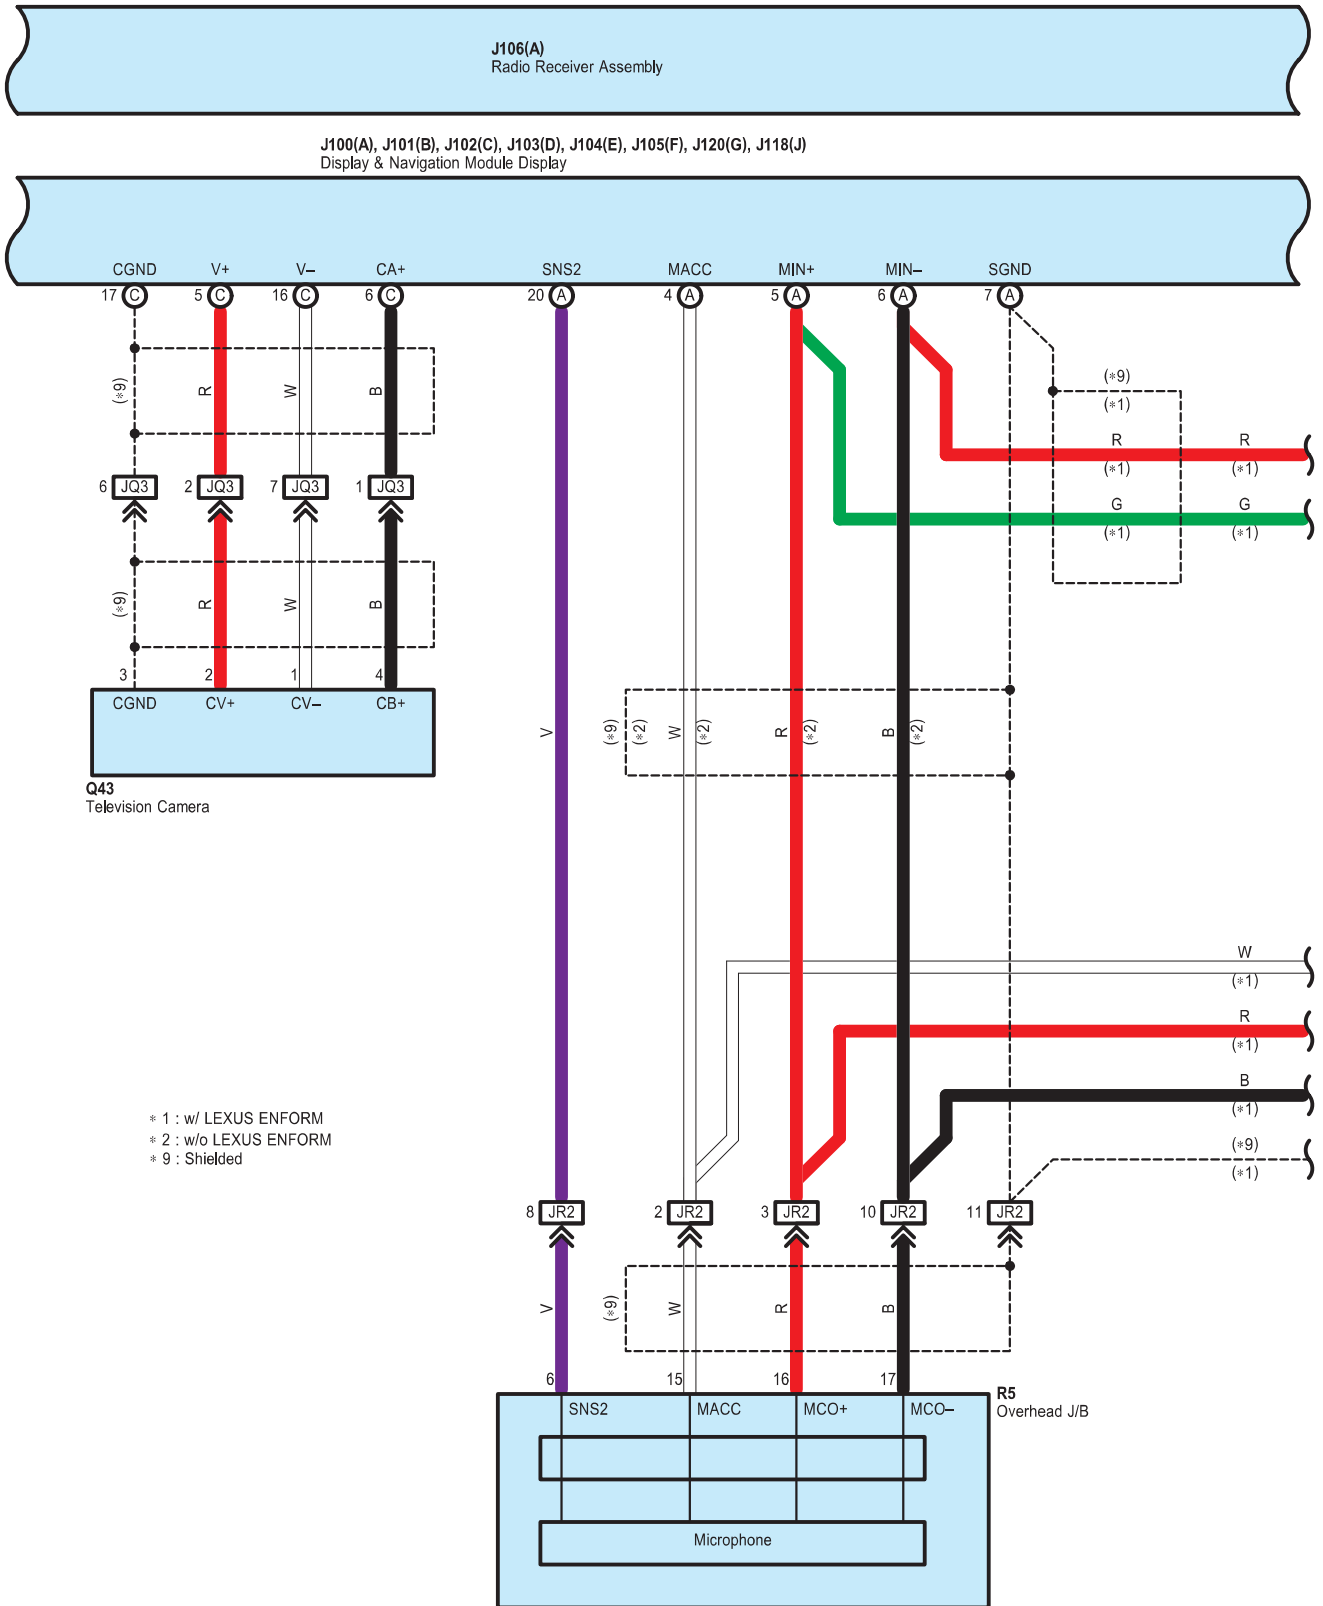 J106(A)
Radio Receiver Assembly
J100(A), J101(B), J102(C), J103(D), J104(E), J105(F), J120(G), J118(J)
Display & Navigation Module Display
CGND V+ V– CA+ SNS2 MACC MIN+ MIN– SGND
17 C 5 C 16 C 6 C 20 A 4 A 5 A 6 A 7 A
(*9) R W B
(*9)
(*1)
R R
(*1) (*1)
G G
(*1) (*1)
6 JQ3 2 JQ3 7 JQ3 1 JQ3
(*9) R W B
3 2 1 4
CGND CV+ CV– CB+
Q43
Television Camera
V (*9) (*2) W (*2) R (*2) B (*2)
W
(*1)
R
(*1)
B
(*1)
(*9)
(*1)
* 1 : w/ LEXUS ENFORM
* 2 : w/o LEXUS ENFORM
* 9 : Shielded
8 JR2 2 JR2 3 JR2 10 JR2 11 JR2
V (*9) W R B
6 15 16 17
SNS2 MACC MCO+ MCO–
R5
Overhead J/B
Microphone